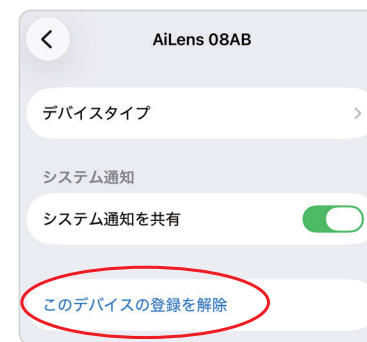 AiLens 08AB
デバイスタイプ
システム通知
システム通知を共有
このデバイスの登録を解除